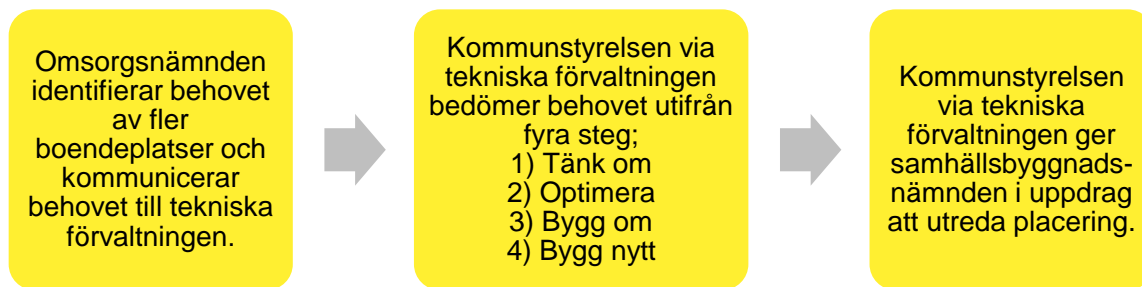 Omsorgsnämnden
identifierar behovet
av fler
boendeplatser och
kommunicerar
behovet till tekniska
förvaltningen.
Kommunstyrelsen via
tekniska förvaltningen
bedömer behovet utifrån
fyra steg;
1) Tänk om
2) Optimera
3) Bygg om
4) Bygg nytt
Kommunstyrelsen
via tekniska
förvaltningen ger
samhällsbyggnads-
nämnden i uppdrag
att utreda placering.